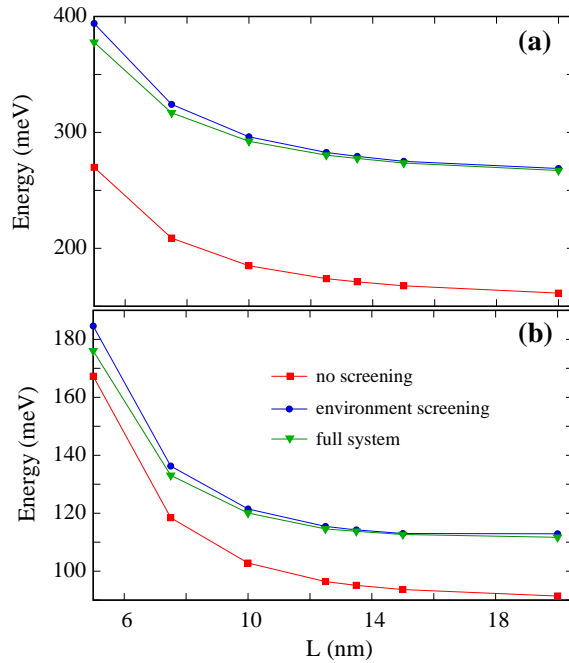 400
(a)
300
200
Energy (meV)
(b)
180
160
140
120
100
Energy (meV)
no screening
environment screening
full system
6
10
14
18
L (nm)